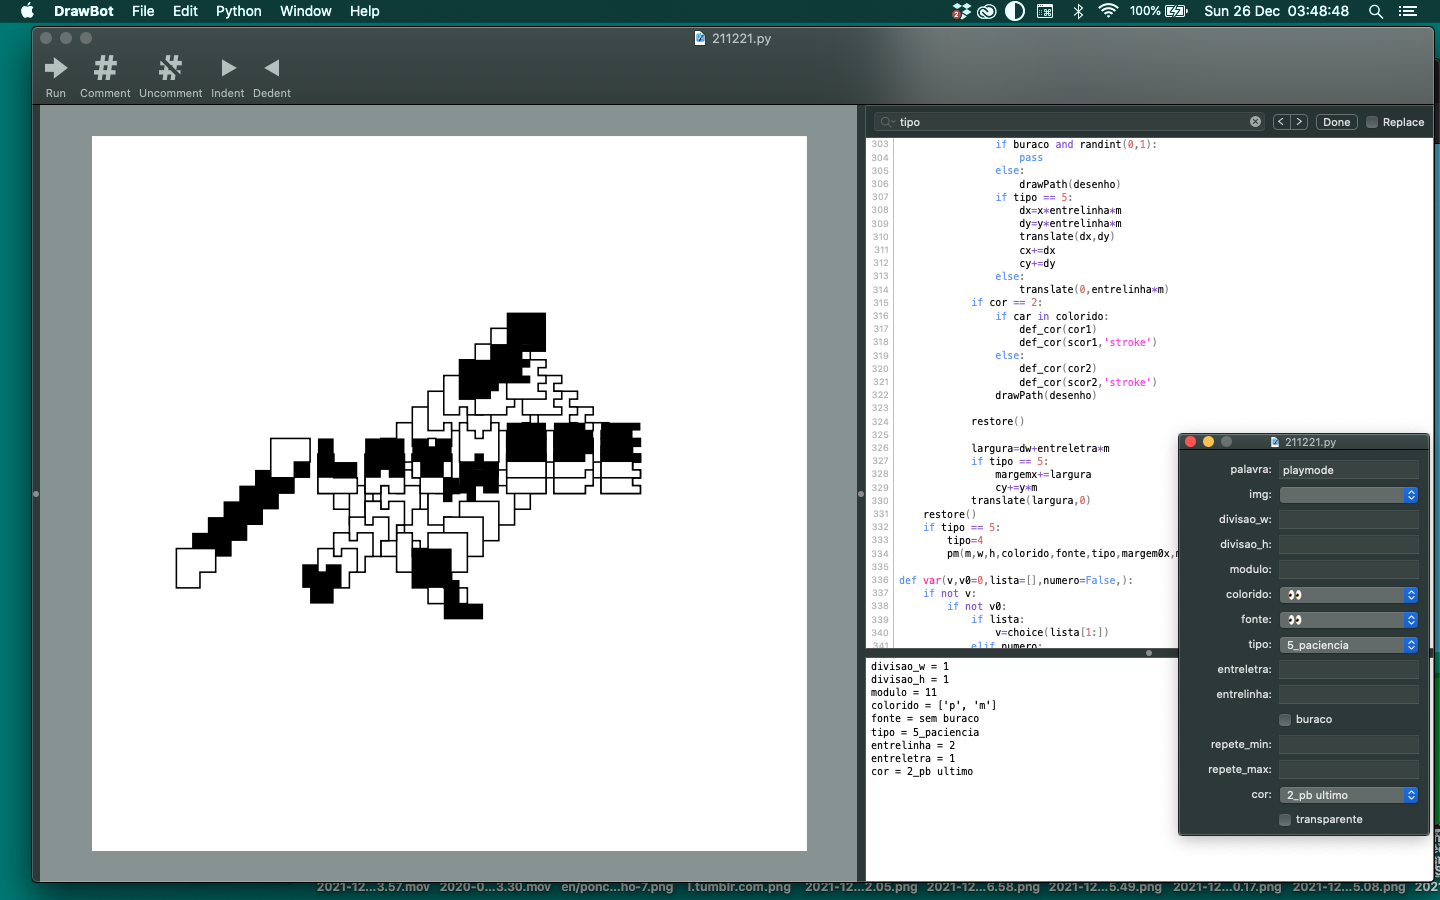 DrawBot File Edit Python Window Help
2 100% Sun 26 Dec 03:48:48
211221.py
Run Comment Uncomment Indent Dedent
tipo
< > Done Replace
303 if buraco and randint(0,1):
304 pass
305 else:
306 drawPath(desenho)
307 if tipo == 5:
308 dx=x*entrelinha*m
309 dy=y*entrelinha*m
310 translate(dx,dy)
311 cx+=dx
312 cy+=dy
313 else:
314 translate(0,entrelinha*m)
315 if cor == 2:
316 if car in colorido:
317 def_cor(cor1)
318 def_cor(scor1,'stroke')
319 else:
320 def_cor(cor2)
321 def_cor(scor2,'stroke')
322 drawPath(desenho)
323
324 restore()
325
326 largura=dw+entreletra*m
327 if tipo == 5:
328 margemx+=largura
329 cy+=y*m
330 translate(largura,0)
331 restore()
332 if tipo == 5:
333 tipo=4
334 pm(m,w,h,colorido,fonte,tipo,margem0x,
335
336 def var(v,v0=0,lista=[],numero=False,):
337 if not v:
338 if not v0:
339 if lista:
340 v=choice(lista[1:])
341 elif numero:
divisao_w = 1
divisao_h = 1
modulo = 11
colorido = ['p', 'm']
fonte = sem buraco
tipo = 5_paciencia
entrelinha = 2
entreletra = 1
cor = 2_pb ultimo
211221.py
palavra: playmode
img:
divisao_w:
divisao_h:
modulo:
colorido: 👀
fonte: 👀
tipo: 5_paciencia
entreletra:
entrelinha:
buraco
repete_min:
repete_max:
cor: 2_pb ultimo
transparente
2021-12...3.57.mov 2020-0...3.30.mov en/ponc...ho-7.png l.tumblr.com.png 2021-12...2.05.png 2021-12...6.58.png 2021-12...5.49.png 2021-12...0.17.png 2021-12...5.08.png 202